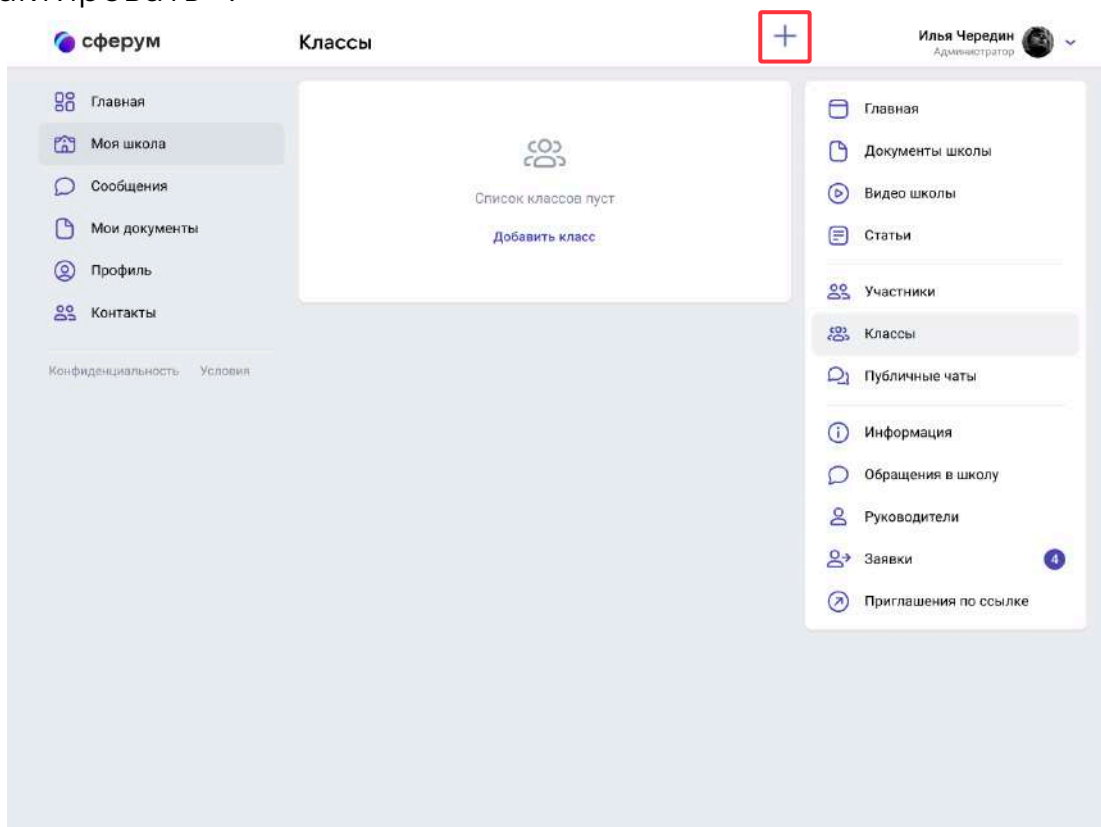 сферум
Классы
Илья Чередин
Администратор
Главная
Моя школа
Сообщения
Мои документы
Профиль
Контакты
Конфиденциальность Условия
Список классов пуст
Добавить класс
Главная
Документы школы
Видео школы
Статьи
Участники
Классы
Публичные чаты
Информация
Обращения в школу
Руководители
Заявки 4
Приглашения по ссылке